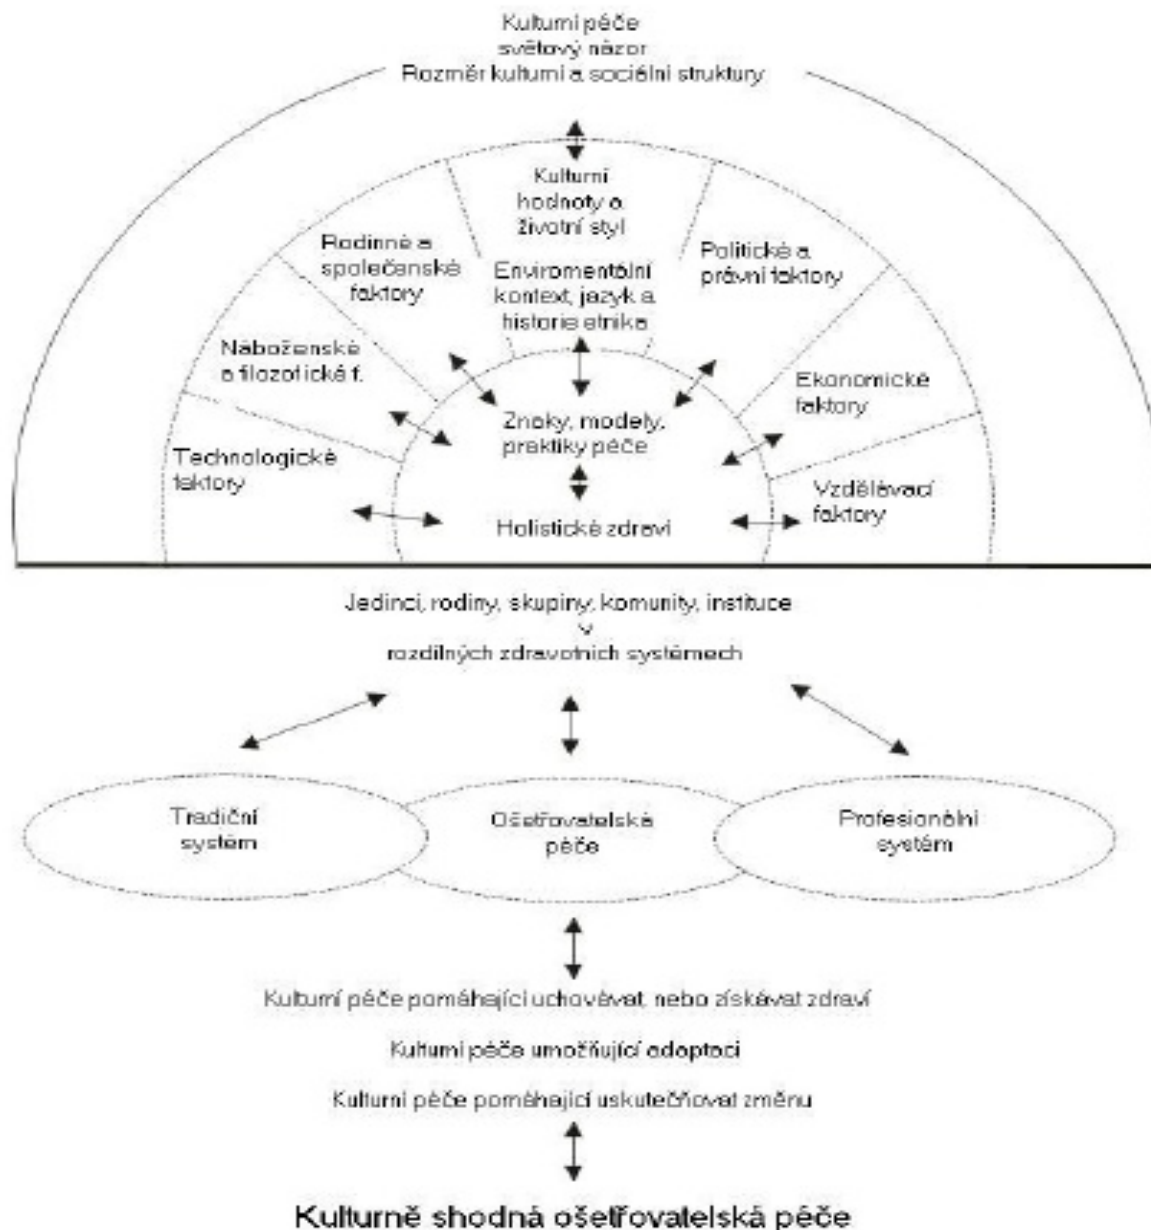 Kulturní péče
světový názor
Rozměr kulturní a sociální struktury
Kulturní
hodnoty a
životní styl
Rodinné a
společenské
faktory
Politické a
právní faktory
Enviromentální
kontext, jazyk a
historie etnika
Náboženské
a filozofické f.
Ekonomické
faktory
Znaky, modely,
praktiky péče
Technologické
faktory
Vzdělávací
faktory
Holistické zdraví
Jedinci, rodiny, skupiny, komunity, instituce
v
rozdílných zdravotních systémech
Tradiční
systém
Ošetřovatelská
péče
Profesionální
systém
Kulturní péče pomáhající uchovávat, nebo získávat zdraví
Kulturní péče umožňující adaptaci
Kulturní péče pomáhající uskutečňovat změnu
Kulturně shodná ošetřovatelská péče